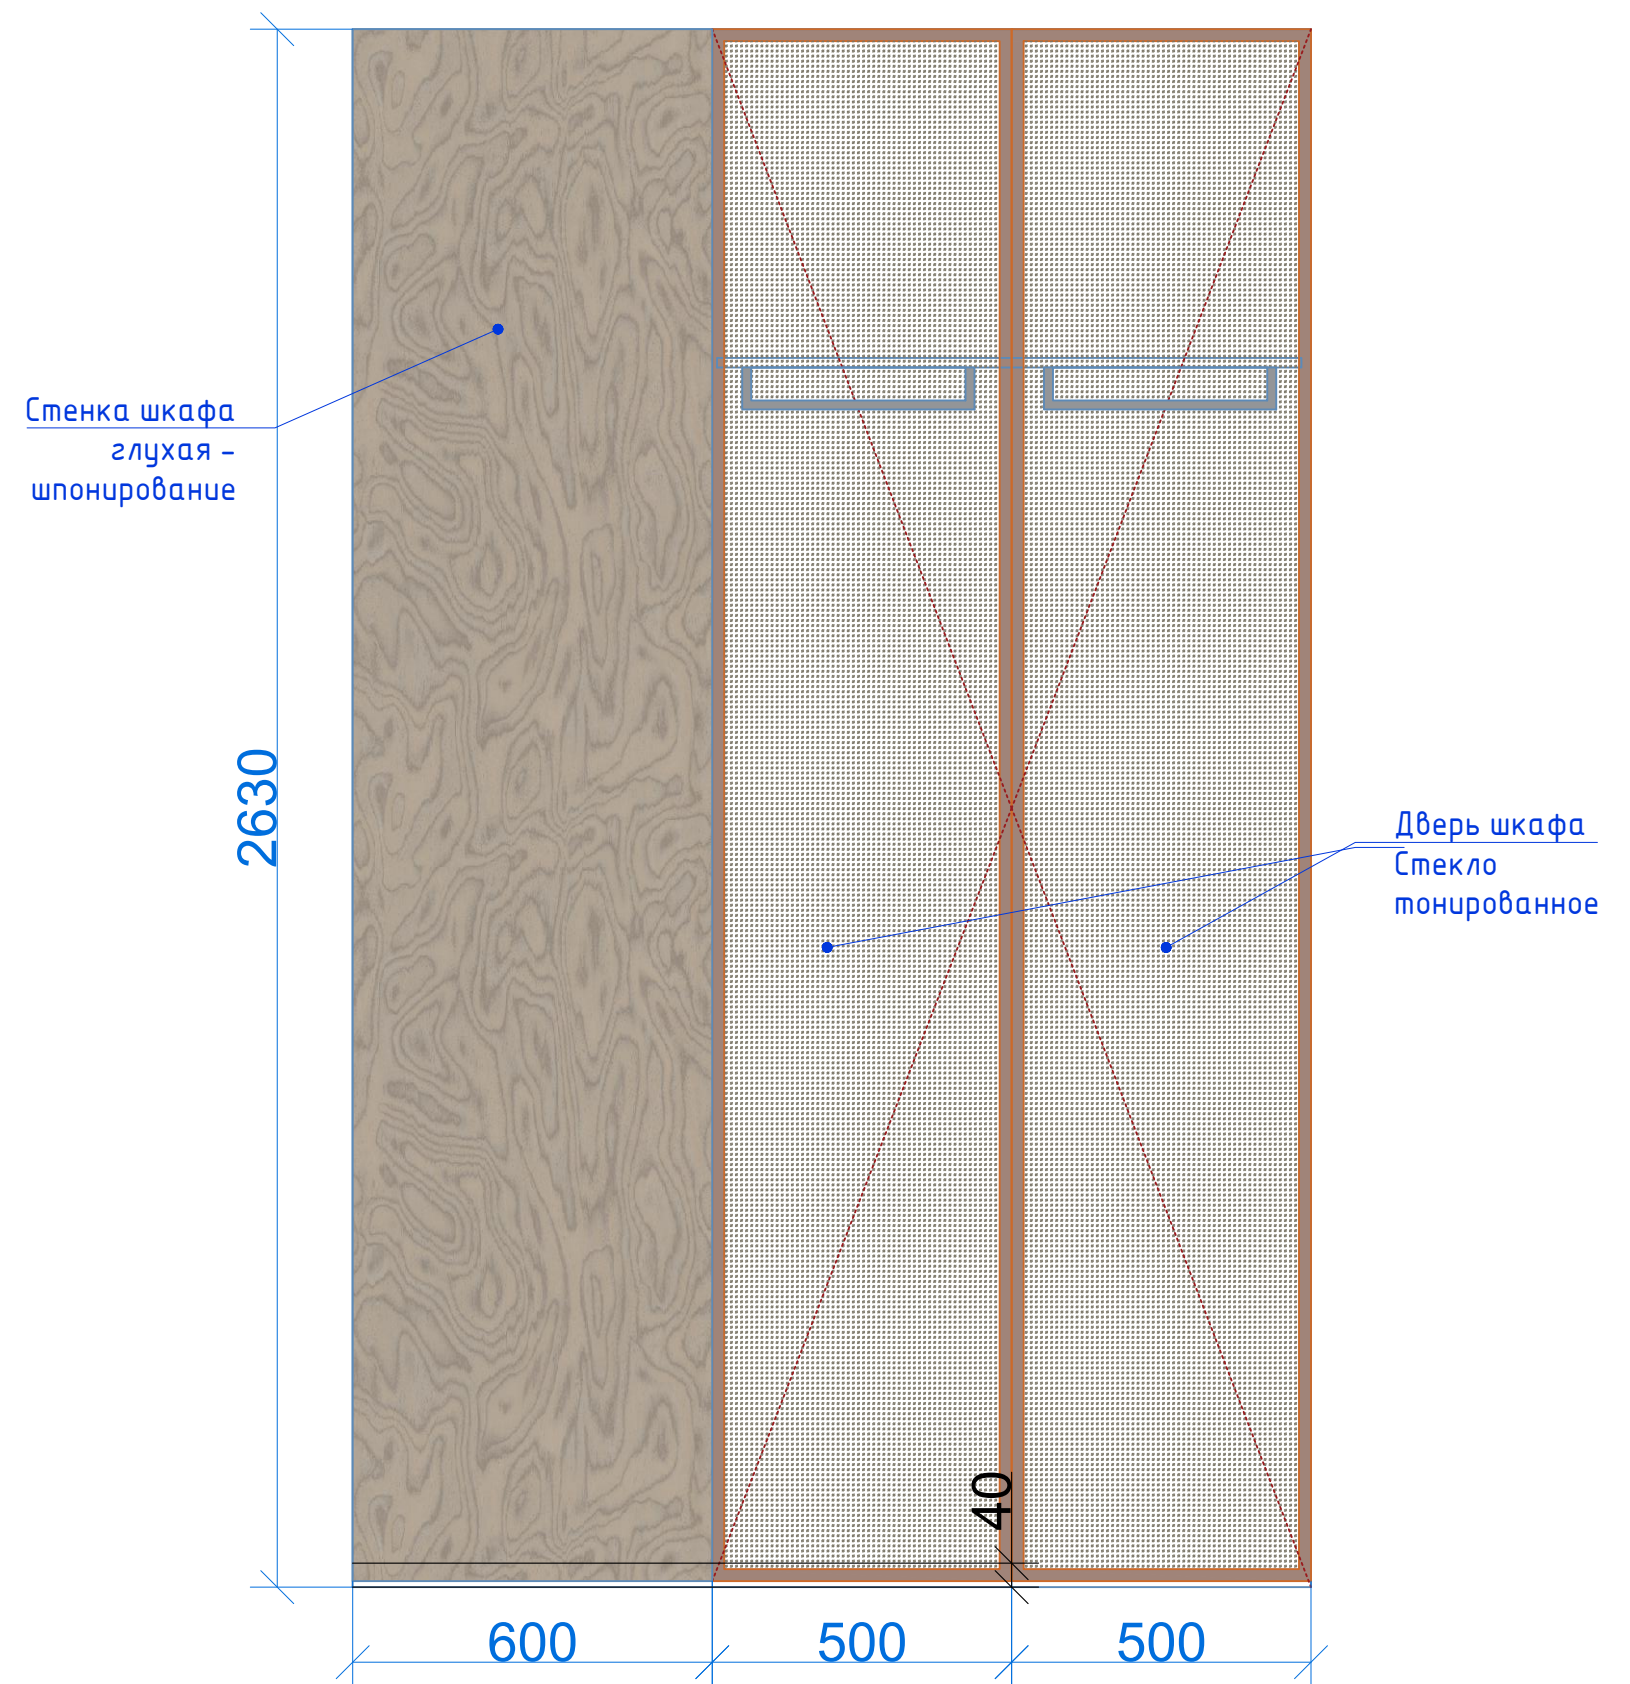 Стенка шкафа
глухая -
шпонирование
2630
Дверь шкафа
Стекло
тонированное
40
600
500
500